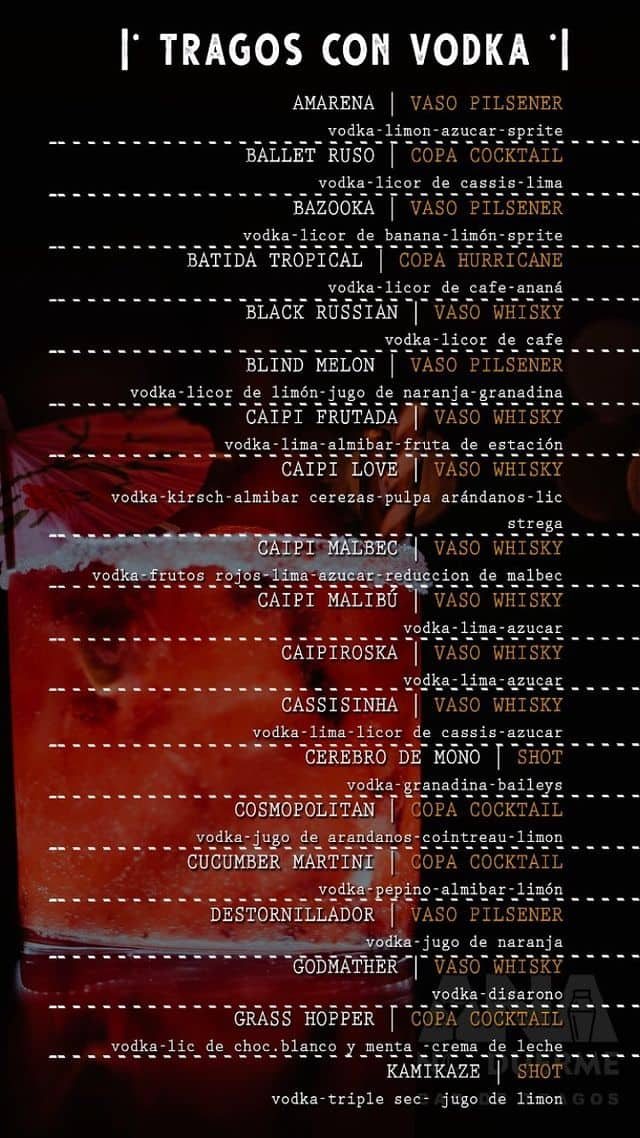 |· TRAGOS CON VODKA ·|
AMARENA | VASO PILSENER
vodka-limon-azucar-sprite
BALLET RUSO | COPA COCKTAIL
vodka-licor de cassis-lima
BAZOOKA | VASO PILSENER
vodka-licor de banana-limón-sprite
BATIDA TROPICAL | COPA HURRICANE
vodka-licor de cafe-ananá
BLACK RUSSIAN | VASO WHISKY
vodka-licor de cafe
BLIND MELON | VASO PILSENER
vodka-licor de limón-jugo de naranja-granadina
CAIPI FRUTADA | VASO WHISKY
vodka-lima-almibar-fruta de estación
CAIPI LOVE | VASO WHISKY
vodka-kirsch-almibar cerezas-pulpa arándanos-lic
strega
CAIPI MALBEC | VASO WHISKY
vodka-frutos rojos-lima-azucar-reduccion de malbec
CAIPI MALIBÚ | VASO WHISKY
vodka-lima-azucar
CAIPIROSKA | VASO WHISKY
vodka-lima-azucar
CASSISINHA | VASO WHISKY
vodka-lima-licor de cassis-azucar
CEREBRO DE MONO | SHOT
vodka-granadina-baileys
COSMOPOLITAN | COPA COCKTAIL
vodka-jugo de arandanos-cointreau-limon
CUCUMBER MARTINI | COPA COCKTAIL
vodka-pepino-almibar-limón
DESTORNILLADOR | VASO PILSENER
vodka-jugo de naranja
GODMATHER | VASO WHISKY
vodka-disarono
GRASS HOPPER | COPA COCKTAIL
vodka-lic de choc.blanco y menta -crema de leche
KAMIKAZE | SHOT
vodka-triple sec- jugo de limon